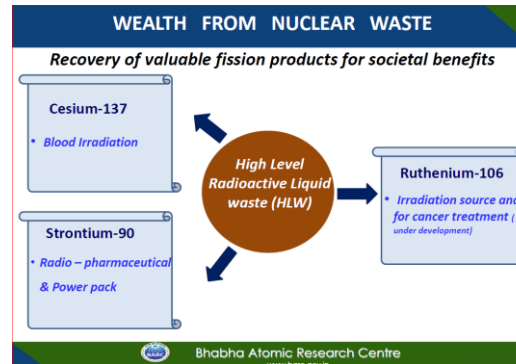 WEALTH FROM NUCLEAR WASTE
Recovery of valuable fission products for societal benefits
Cesium-137
• Blood Irradiation
High Level
Radioactive Liquid
waste (HLW)
Ruthenium-106
• Irradiation source and
for cancer treatment (
under development)
Strontium-90
• Radio – pharmaceutical
& Power pack
Bhabha Atomic Research Centre